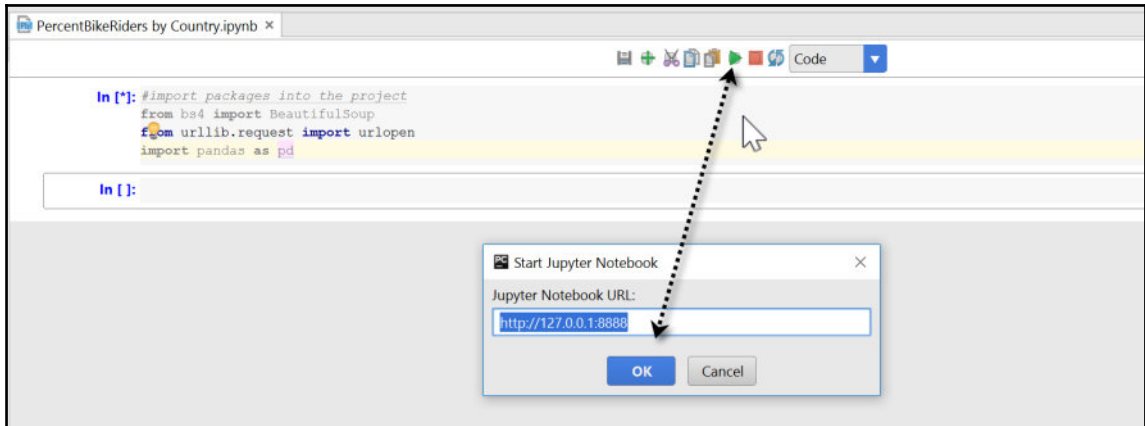 PercentBikeRiders by Country.ipynb ×
Code
In [*]: #import packages into the project
from bs4 import BeautifulSoup
from urllib.request import urlopen
import pandas as pd
In [ ]:
PC Start Jupyter Notebook
Jupyter Notebook URL:
http://127.0.0.1:8888
OK Cancel